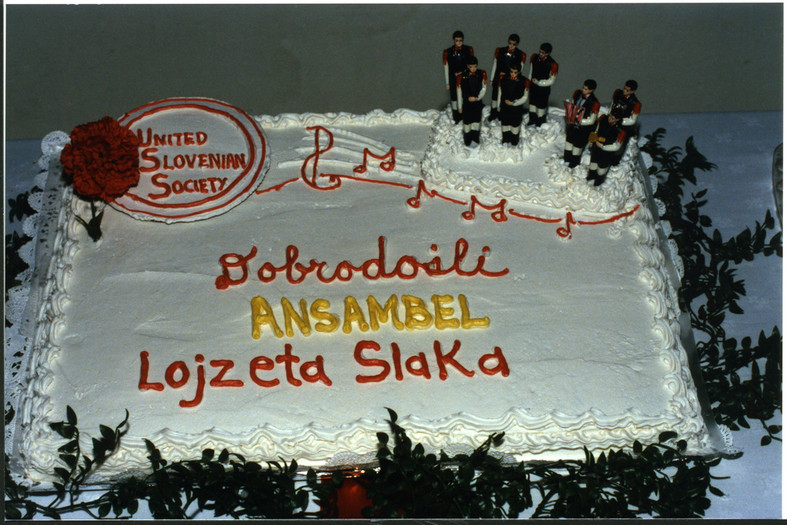 UNITED
SLOVENIAN
SOCIETY
Dobrodošli
ANSAMBEL
Lojzeta Slaka